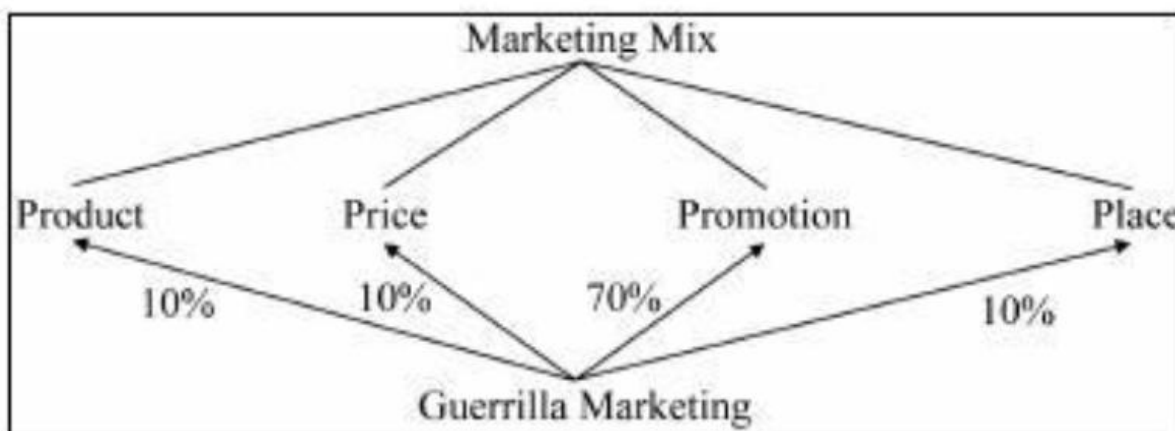 Marketing Mix
Product Price Promotion Place
10% 10% 70% 10%
Guerrilla Marketing